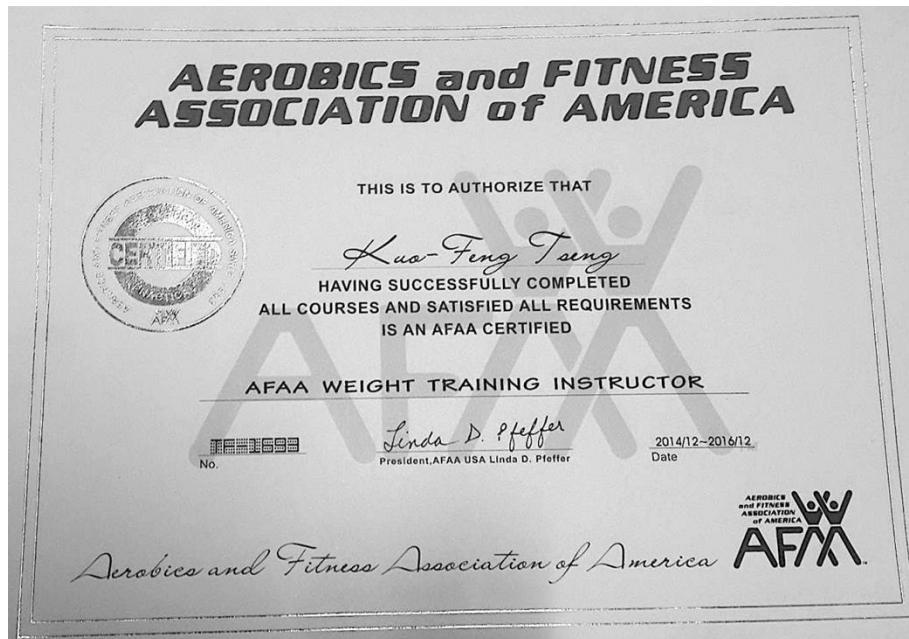 AEROBICS and FITNESS
ASSOCIATION of AMERICA
THIS IS TO AUTHORIZE THAT
CERTIFIED
AFAA
Kuo-Feng Tseng
HAVING SUCCESSFULLY COMPLETED
ALL COURSES AND SATISFIED ALL REQUIREMENTS
IS AN AFAA CERTIFIED
AFAA
AFAA WEIGHT TRAINING INSTRUCTOR
No.
Linda D. Pfeffer
President,AFAA USA Linda D. Pfeffer
2014/12~2016/12
Date
AEROBICS
and FITNESS
ASSOCIATION
of AMERICA
AFAA
Aerobics and Fitness Association of America